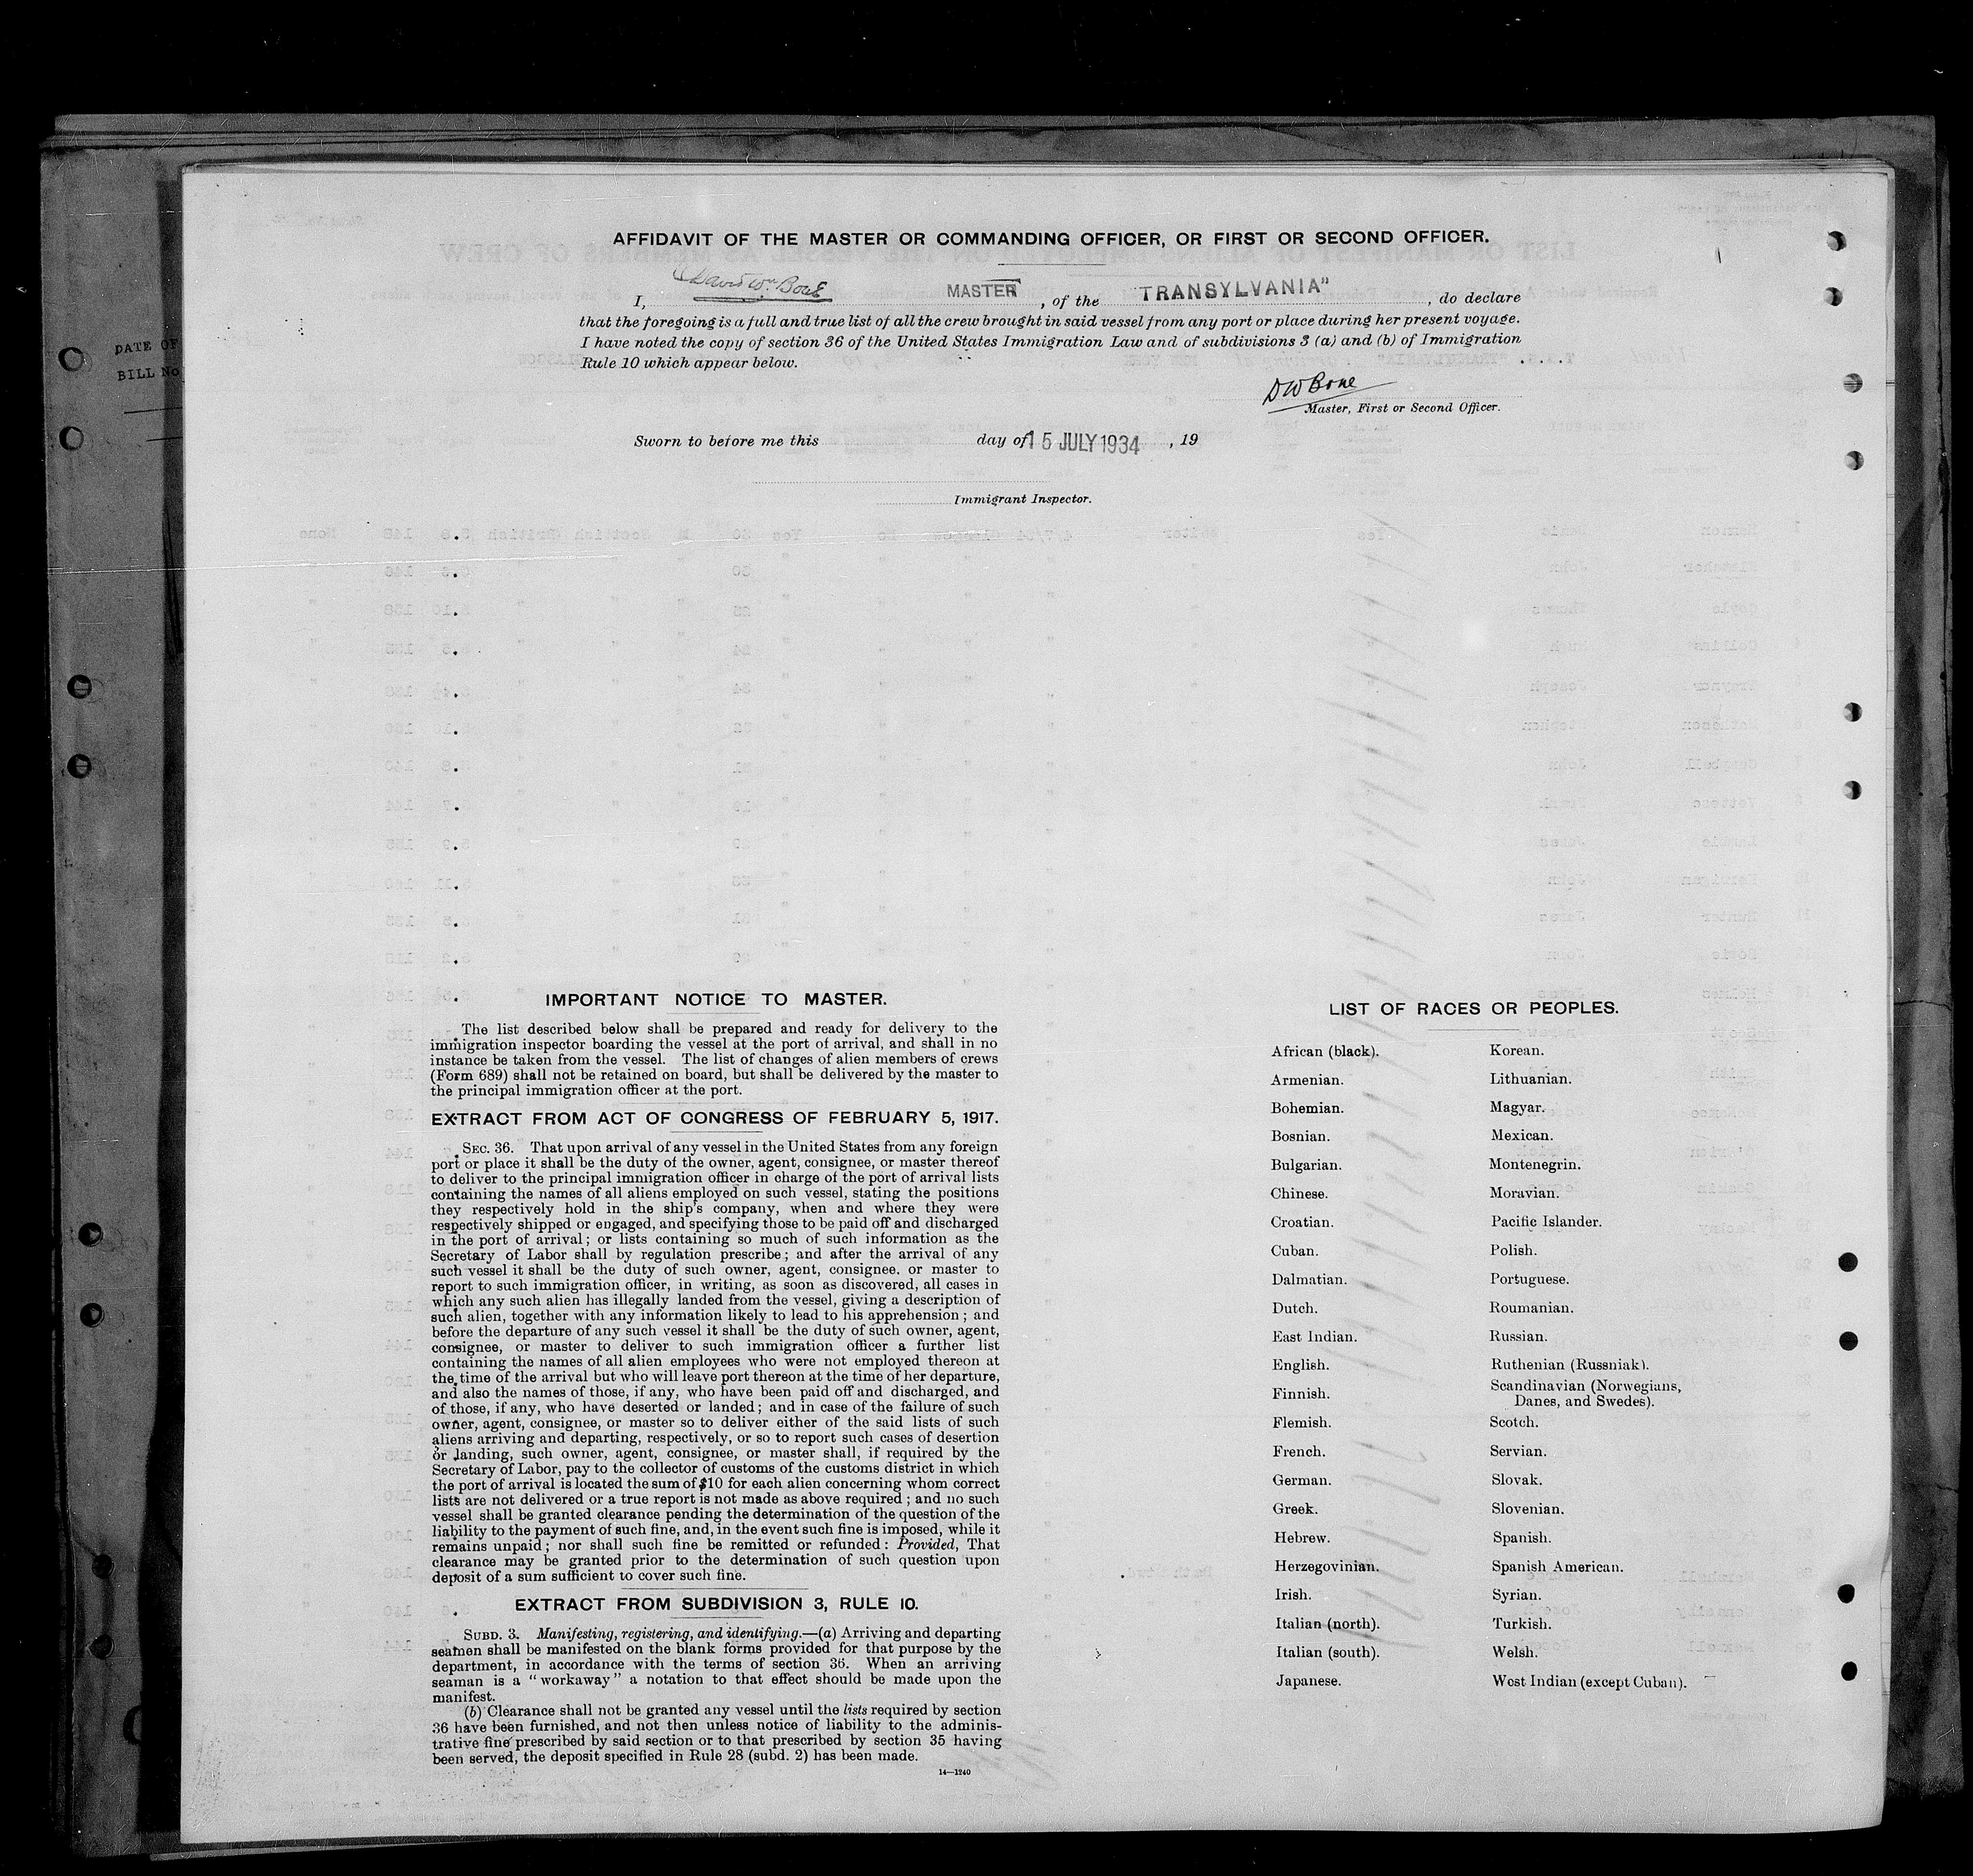 AFFIDAVIT OF THE MASTER OR COMMANDING OFFICER, OR FIRST OR SECOND OFFICER.
I, David Wm Bone MASTER, of the TRANSYLVANIA", do declare
that the foregoing is a full and true list of all the crew brought in said vessel from any port or place during her present voyage.
I have noted the copy of section 36 of the United States Immigration Law and of subdivisions 3 (a) and (b) of Immigration
Rule 10 which appear below.
DW Bone
Master, First or Second Officer.
Sworn to before me this day of 15 JULY 1934, 19
Immigrant Inspector.
DATE OF
BILL No
IMPORTANT NOTICE TO MASTER.
The list described below shall be prepared and ready for delivery to the
immigration inspector boarding the vessel at the port of arrival, and shall in no
instance be taken from the vessel. The list of changes of alien members of crews
(Form 689) shall not be retained on board, but shall be delivered by the master to
the principal immigration officer at the port.
EXTRACT FROM ACT OF CONGRESS OF FEBRUARY 5, 1917.
SEC. 36. That upon arrival of any vessel in the United States from any foreign
port or place it shall be the duty of the owner, agent, consignee, or master thereof
to deliver to the principal immigration officer in charge of the port of arrival lists
containing the names of all aliens employed on such vessel, stating the positions
they respectively hold in the ship's company, when and where they were
respectively shipped or engaged, and specifying those to be paid off and discharged
in the port of arrival; or lists containing so much of such information as the
Secretary of Labor shall by regulation prescribe; and after the arrival of any
such vessel it shall be the duty of such owner, agent, consignee, or master to
report to such immigration officer, in writing, as soon as discovered, all cases in
which any such alien has illegally landed from the vessel, giving a description of
such alien, together with any information likely to lead to his apprehension; and
before the departure of any such vessel it shall be the duty of such owner, agent,
consignee, or master to deliver to such immigration officer a further list
containing the names of all alien employees who were not employed thereon at
the time of the arrival but who will leave port thereon at the time of her departure,
and also the names of those, if any, who have been paid off and discharged, and
of those, if any, who have deserted or landed; and in case of the failure of such
owner, agent, consignee, or master so to deliver either of the said lists of such
aliens arriving and departing, respectively, or so to report such cases of desertion
or landing, such owner, agent, consignee, or master shall, if required by the
Secretary of Labor, pay to the collector of customs of the customs district in which
the port of arrival is located the sum of $10 for each alien concerning whom correct
lists are not delivered or a true report is not made as above required; and no such
vessel shall be granted clearance pending the determination of the question of the
liability to the payment of such fine, and, in the event such fine is imposed, while it
remains unpaid; nor shall such fine be remitted or refunded: Provided, That
clearance may be granted prior to the determination of such question upon
deposit of a sum sufficient to cover such fine.
EXTRACT FROM SUBDIVISION 3, RULE 10.
SUBD. 3. Manifesting, registering, and identifying.—(a) Arriving and departing
seamen shall be manifested on the blank forms provided for that purpose by the
department, in accordance with the terms of section 36. When an arriving
seaman is a "workaway" a notation to that effect should be made upon the
manifest.
(b) Clearance shall not be granted any vessel until the lists required by section
36 have been furnished, and not then unless notice of liability to the adminis-
trative fine prescribed by said section or to that prescribed by section 35 having
been served, the deposit specified in Rule 28 (subd. 2) has been made.
14—1240
LIST OF RACES OR PEOPLES.
African (black).
Armenian.
Bohemian.
Bosnian.
Bulgarian.
Chinese.
Croatian.
Cuban.
Dalmatian.
Dutch.
East Indian.
English.
Finnish.
Flemish.
French.
German.
Greek.
Hebrew.
Herzegovinian.
Irish.
Italian (north).
Italian (south).
Japanese.
Korean.
Lithuanian.
Magyar.
Mexican.
Montenegrin.
Moravian.
Pacific Islander.
Polish.
Portuguese.
Roumanian.
Russian.
Ruthenian (Russniak).
Scandinavian (Norwegians,
Danes, and Swedes).
Scotch.
Servian.
Slovak.
Slovenian.
Spanish.
Spanish American.
Syrian.
Turkish.
Welsh.
West Indian (except Cuban).